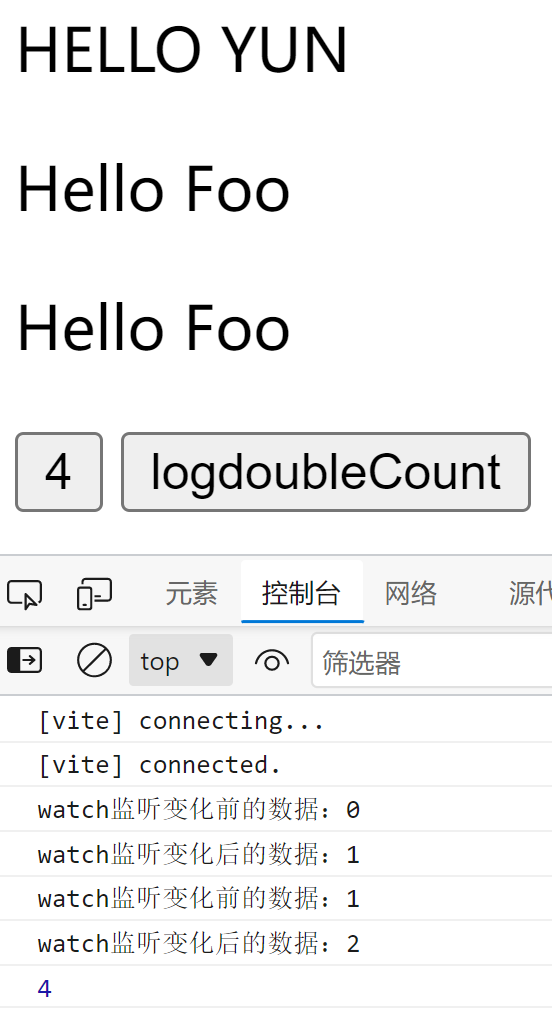 HELLO YUN
Hello Foo
Hello Foo
4 logdoubleCount
元素 控制台 网络 源代
top 筛选器
[vite] connecting...
[vite] connected.
watch监听变化前的数据：0
watch监听变化后的数据：1
watch监听变化前的数据：1
watch监听变化后的数据：2
4